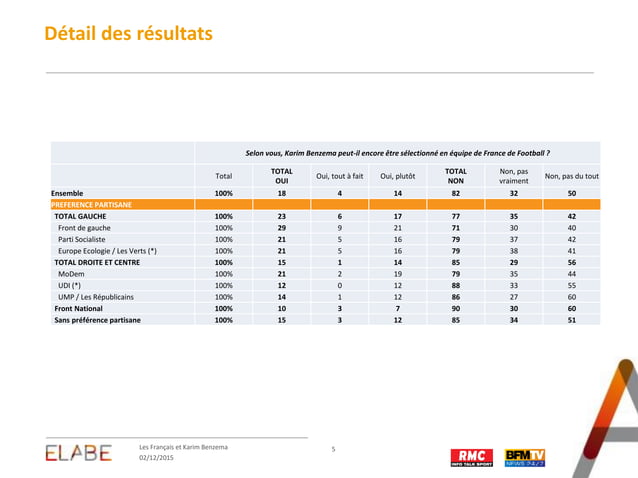 Détail des résultats
Selon vous, Karim Benzema peut-il encore être sélectionné en équipe de France de Football ?
Total TOTAL OUI Oui, tout à fait Oui, plutôt TOTAL NON Non, pas vraiment Non, pas du tout
Ensemble 100% 18 4 14 82 32 50
PREFERENCE PARTISANE
TOTAL GAUCHE 100% 23 6 17 77 35 42
Front de gauche 100% 29 9 21 71 30 40
Parti Socialiste 100% 21 5 16 79 37 42
Europe Ecologie / Les Verts (*) 100% 21 5 16 79 38 41
TOTAL DROITE ET CENTRE 100% 15 1 14 85 29 56
MoDem 100% 21 2 19 79 35 44
UDI (*) 100% 12 0 12 88 33 55
UMP / Les Républicains 100% 14 1 12 86 27 60
Front National 100% 10 3 7 90 30 60
Sans préférence partisane 100% 15 3 12 85 34 51
ELABE
Les Français et Karim Benzema
02/12/2015
5
RMC
INFO TALK SPORT
BFMTV
NEWS 24/7